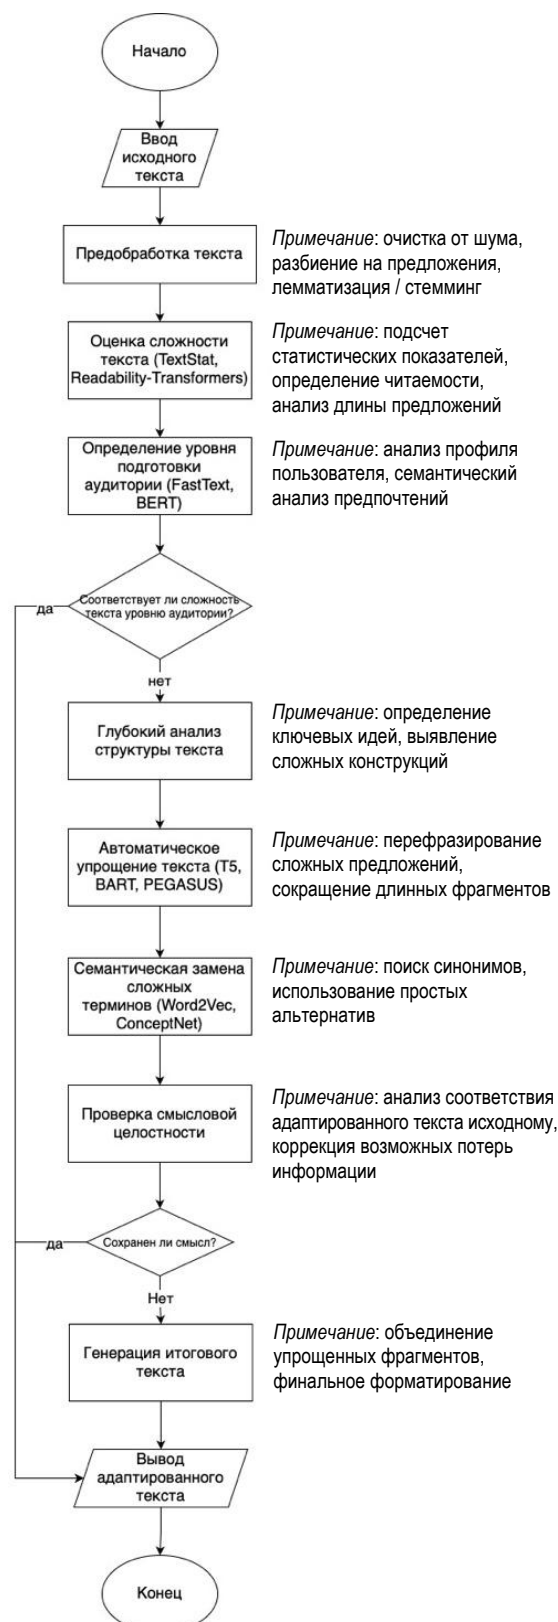 Начало
Ввод
исходного
текста
Предобработка текста
Примечание: очистка от шума,
разбиение на предложения,
лемматизация / стемминг
Оценка сложности
текста (TextStat,
Readability-Transformers)
Примечание: подсчет
статистических показателей,
определение читаемости,
анализ длины предложений
Определение уровня
подготовки
аудитории (FastText,
BERT)
Примечание: анализ профиля
пользователя, семантический
анализ предпочтений
Соответствует ли сложность
текста уровню аудитории?
да
нет
Глубокий анализ
структуры текста
Примечание: определение
ключевых идей, выявление
сложных конструкций
Автоматическое
упрощение текста (T5,
BART, PEGASUS)
Примечание: перефразирование
сложных предложений,
сокращение длинных фрагментов
Семантическая замена
сложных
терминов (Word2Vec,
ConceptNet)
Примечание: поиск синонимов,
использование простых
альтернатив
Проверка смысловой
целостности
Примечание: анализ соответствия
адаптированного текста исходному,
коррекция возможных потерь
информации
Сохранен ли смысл?
да
Нет
Генерация итогового
текста
Примечание: объединение
упрощенных фрагментов,
финальное форматирование
Вывод
адаптированного
текста
Конец